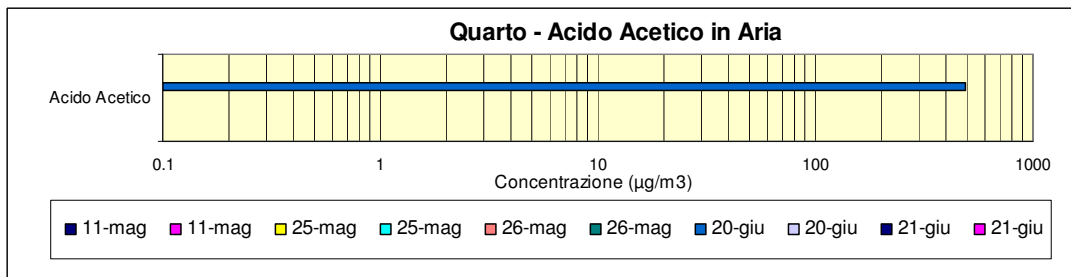 Quarto - Acido Acetico in Aria
Acido Acetico
0.1 1 10 100 1000
Concentrazione (µg/m3)
11-mag 11-mag 25-mag 25-mag 26-mag 26-mag 20-giu 20-giu 21-giu 21-giu